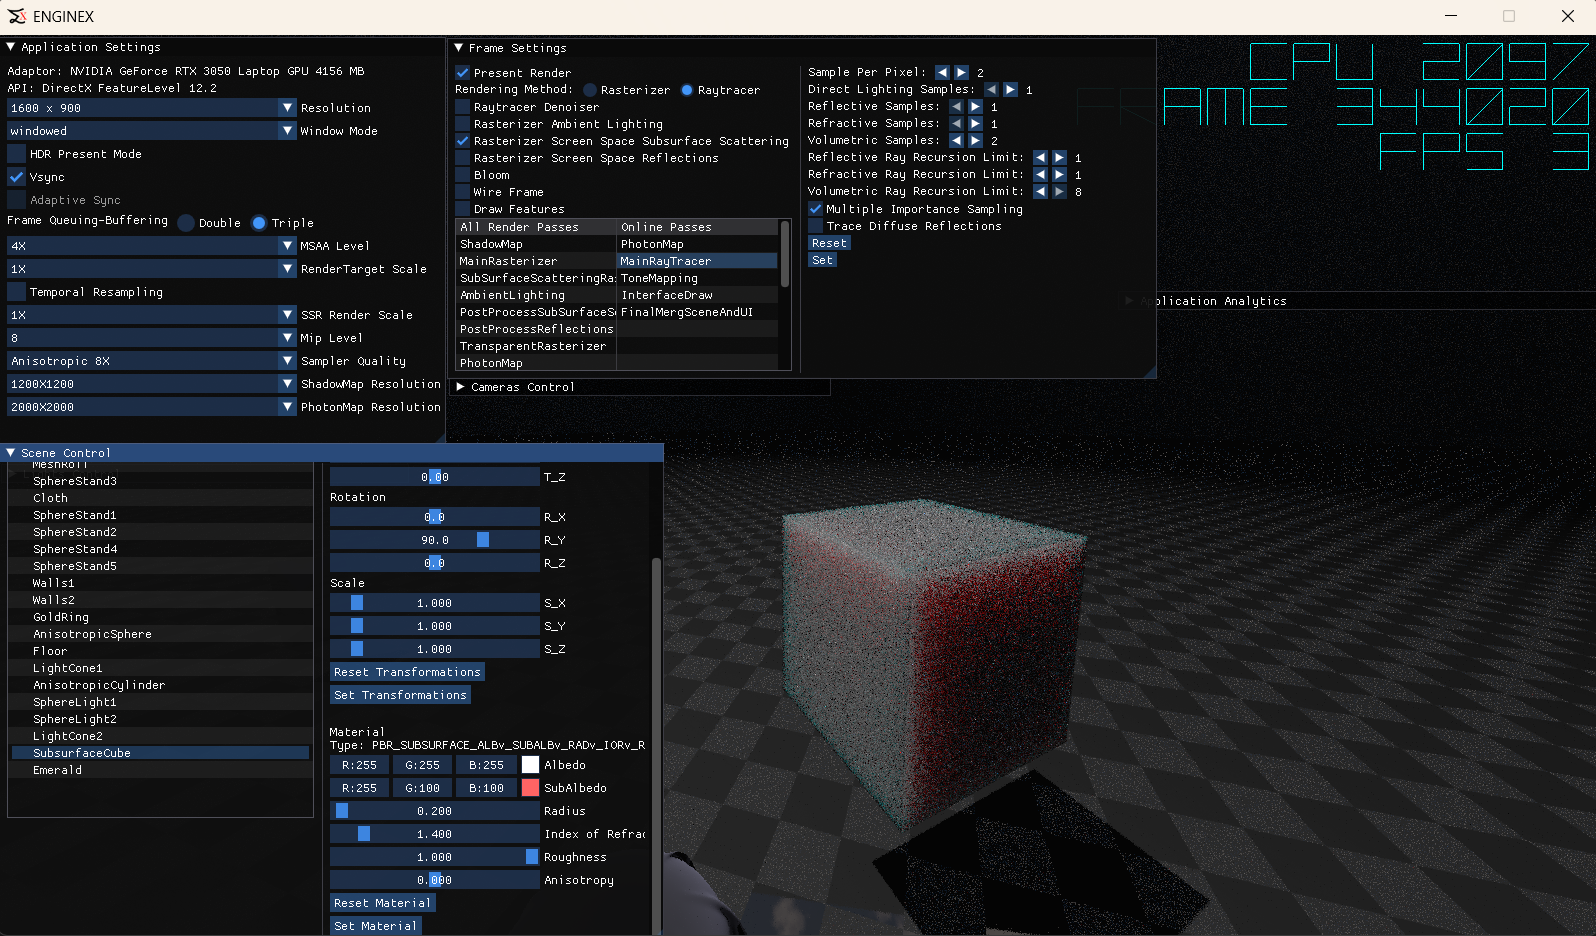 ENGINEX
Application Settings
Adaptor: NVIDIA GeForce RTX 3050 Laptop GPU 4156 MB
API: DirectX FeatureLevel 12.2
1600 x 900 Resolution
windowed Window Mode
HDR Present Mode
Vsync
Adaptive Sync
Frame Queuing-Buffering Double Triple
4X MSAA Level
1X RenderTarget Scale
Temporal Resampling
1X SSR Render Scale
8 Mip Level
Anisotropic 8X Sampler Quality
1200X1200 ShadowMap Resolution
2000X2000 PhotonMap Resolution
Frame Settings
Present Render
Rendering Method: Rasterizer Raytracer
Raytracer Denoiser
Rasterizer Ambient Lighting
Rasterizer Screen Space Subsurface Scattering
Rasterizer Screen Space Reflections
Bloom
Wire Frame
Draw Features
All Render Passes Online Passes
ShadowMap PhotonMap
MainRasterizer MainRayTracer
SubSurfaceScatteringRas ToneMapping
AmbientLighting InterfaceDraw
PostProcessSubSurfaceSc FinalMergSceneAndUI
PostProcessReflections
TransparentRasterizer
PhotonMap
Sample Per Pixel: 2
Direct Lighting Samples: 1
Reflective Samples: 1
Refractive Samples: 1
Volumetric Samples: 2
Reflective Ray Recursion Limit: 1
Refractive Ray Recursion Limit: 1
Volumetric Ray Recursion Limit: 8
Multiple Importance Sampling
Trace Diffuse Reflections
Reset
Set
CPU 2097
FRAME 344020
FPS 3
Application Analytics
Cameras Control
Scene Control
MeshRoll
SphereStand3
Cloth
SphereStand1
SphereStand2
SphereStand4
SphereStand5
Walls1
Walls2
GoldRing
AnisotropicSphere
Floor
LightCone1
AnisotropicCylinder
SphereLight1
SphereLight2
LightCone2
SubsurfaceCube
Emerald
0.00 T_Z
Rotation
0.0 R_X
90.0 R_Y
0.0 R_Z
Scale
1.000 S_X
1.000 S_Y
1.000 S_Z
Reset Transformations
Set Transformations
Material
Type: PBR_SUBSURFACE_ALBv_SUBALBv_RADv_IORv_R
R:255 G:255 B:255 Albedo
R:255 G:100 B:100 SubAlbedo
0.200 Radius
1.400 Index of Refrac
1.000 Roughness
0.000 Anisotropy
Reset Material
Set Material